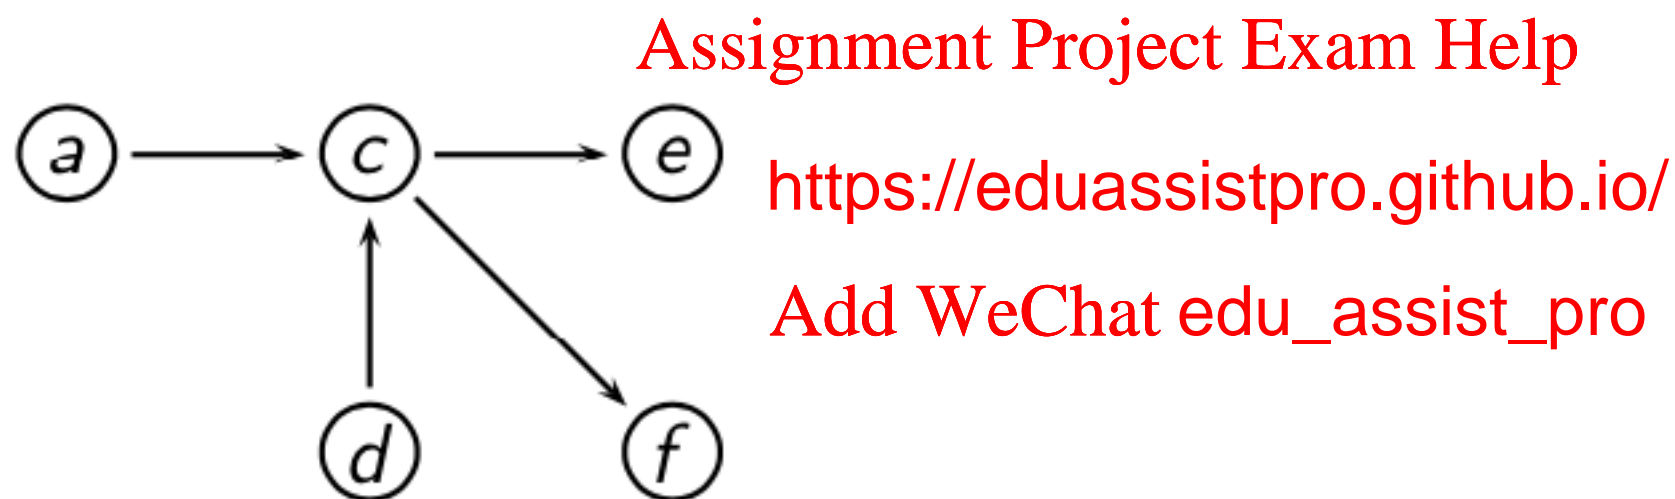 Assignment Project Exam Help
a
c
e
https://eduassistpro.github.io/
Add WeChat edu_assist_pro
d
f